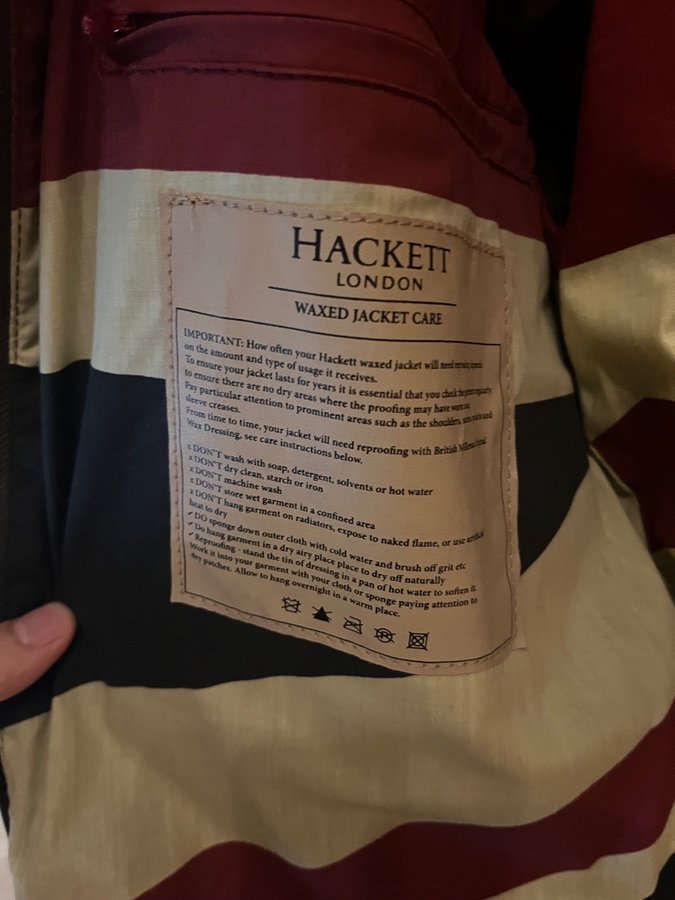 HACKETT
LONDON
WAXED JACKET CARE
IMPORTANT: How often your Hackett waxed jacket will need
on the amount and type of usage it receives.
To ensure your jacket lasts for years it is essential that you check the proofing regularly
to ensure there are no dry areas where the proofing may have worn so.
Pay particular attention to prominent areas such as the shoulders, and
sleeve creases.
From time to time, your jacket will need reproofing with British Millerain
Wax Dressing, see care instructions below.
x DON'T wash with soap, detergent, solvents or hot water
x DON'T dry clean, starch or iron
x DON'T machine wash
x DON'T store wet garment in a confined area
x DON'T hang garment on radiators, expose to naked flame, or use artificial
heat to dry
✓ DO sponge down outer cloth with cold water and brush off grit etc
✓ Do hang garment in a dry airy place place to dry off naturally
✓ Reproofing - stand the tin of dressing in a pan of hot water to soften it.
Work it into your garment with your cloth or sponge paying attention to
dry patches. Allow to hang overnight in a warm place.